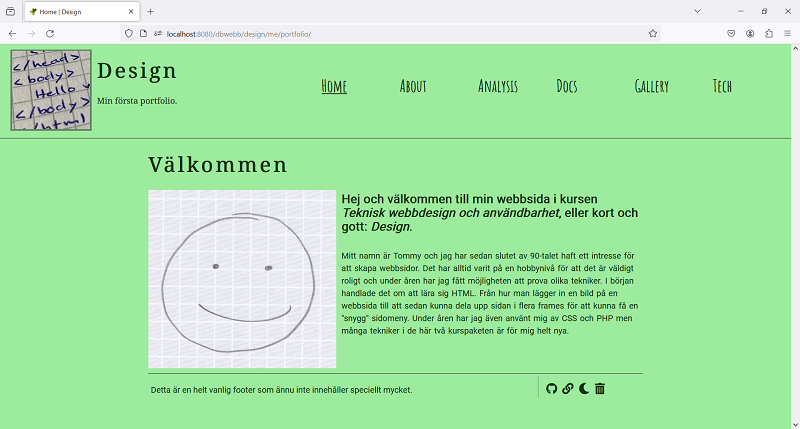 Home | Design
localhost:8080/dbwebb/design/me/portfolio/
</head>
<body>
Hello
</body>
</html
Design
Min första portfolio.
Home About Analysis Docs Gallery Tech
Välkommen
Hej och välkommen till min webbsida i kursen
Teknisk webbdesign och användbarhet, eller kort och
gott: Design.
Mitt namn är Tommy och jag har sedan slutet av 90-talet haft ett intresse för
att skapa webbsidor. Det har alltid varit på en hobbynivå för att det är väldigt
roligt och under åren har jag fått möjligheten att prova olika tekniker. I början
handlade det om att lära sig HTML. Från hur man lägger in en bild på en
webbsida till att sedan kunna dela upp sidan i flera frames för att kunna få en
"snygg" sidomeny. Under åren har jag även använt mig av CSS och PHP men
många tekniker i de här två kurspaketen är för mig helt nya.
Detta är en helt vanlig footer som ännu inte innehåller speciellt mycket.